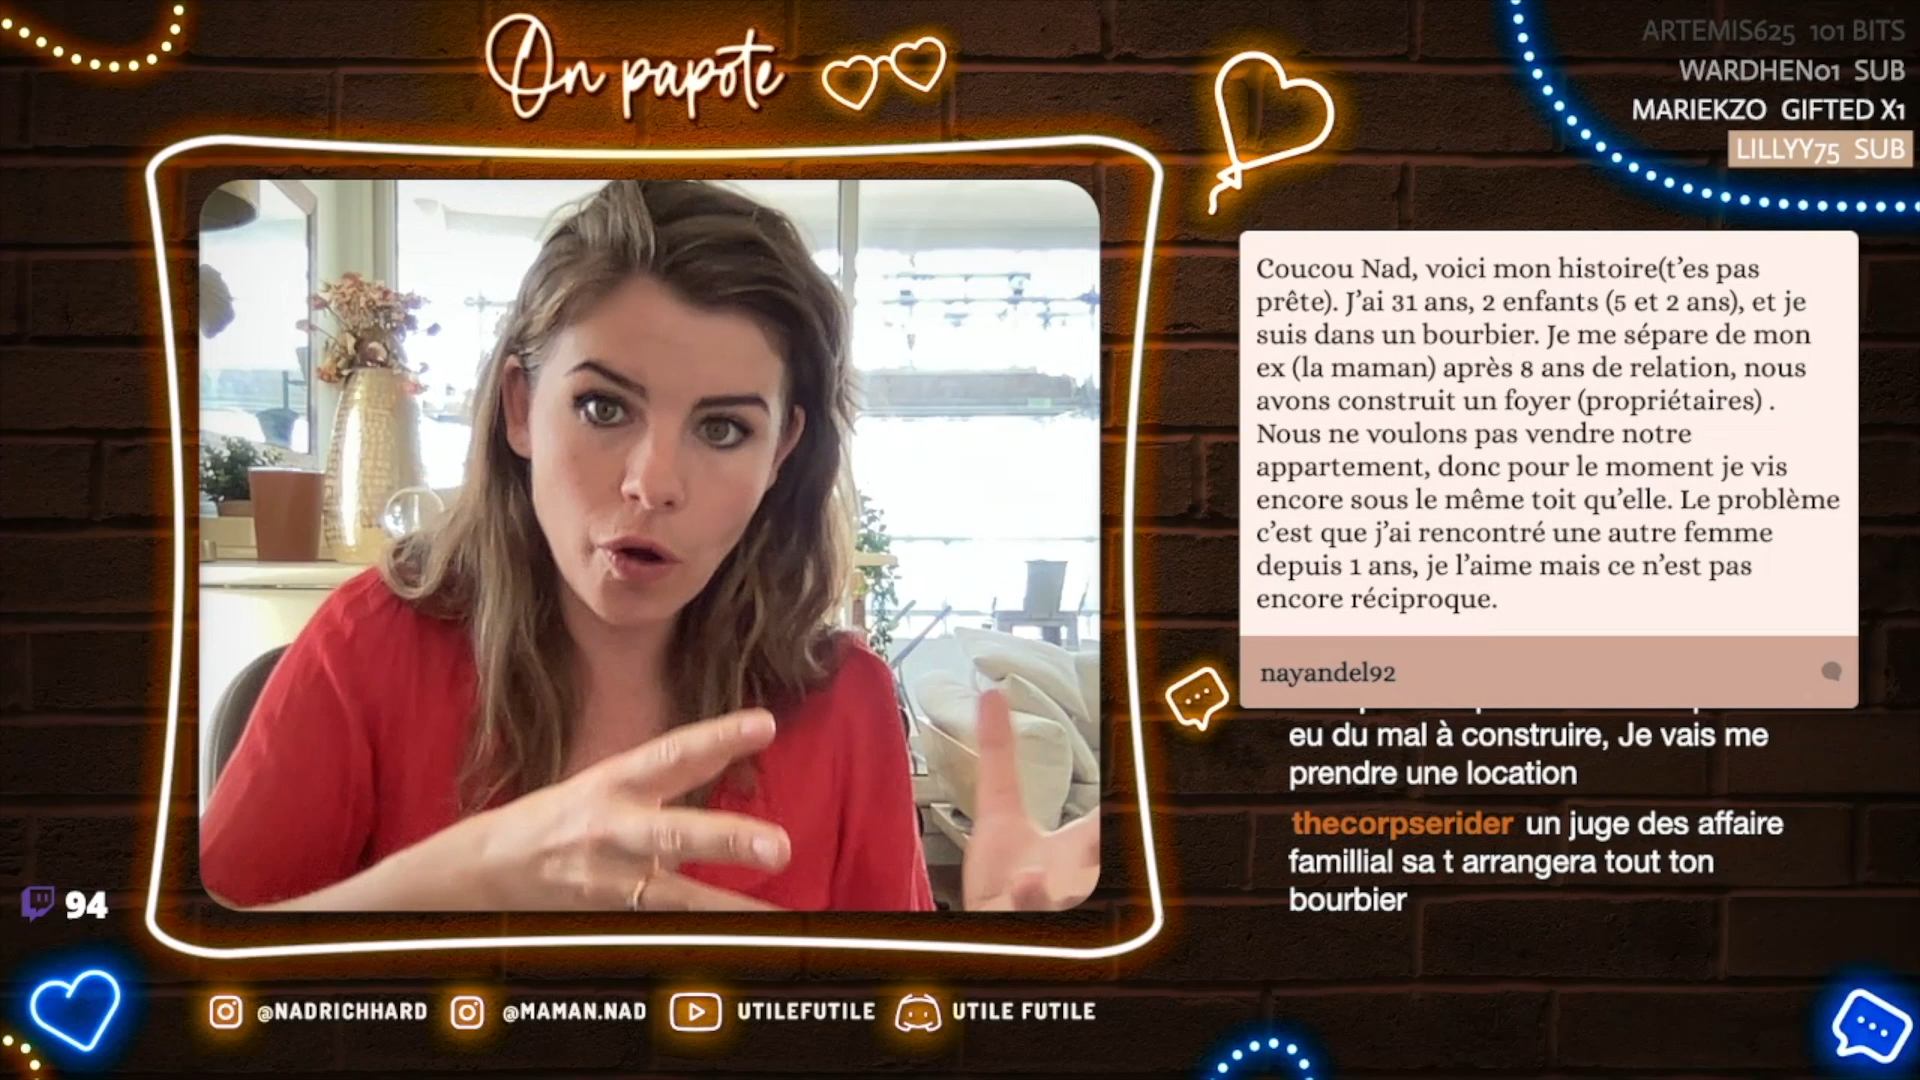 On papote
ARTEMIS625 101 BITS
WARDHEN01 SUB
MARIEKZO GIFTED X1
LILLYY75 SUB
Coucou Nad, voici mon histoire(t’es pas
prête). J’ai 31 ans, 2 enfants (5 et 2 ans), et je
suis dans un bourbier. Je me sépare de mon
ex (la maman) après 8 ans de relation, nous
avons construit un foyer (propriétaires) .
Nous ne voulons pas vendre notre
appartement, donc pour le moment je vis
encore sous le même toit qu’elle. Le problème
c’est que j’ai rencontré une autre femme
depuis 1 ans, je l’aime mais ce n’est pas
encore réciproque.
nayandel92
eu du mal à construire, Je vais me
prendre une location
thecorpserider un juge des affaire
famillial sa t arrangera tout ton
bourbier
94
@NADRICHHARD @MAMAN.NAD UTILEFUTILE UTILE FUTILE